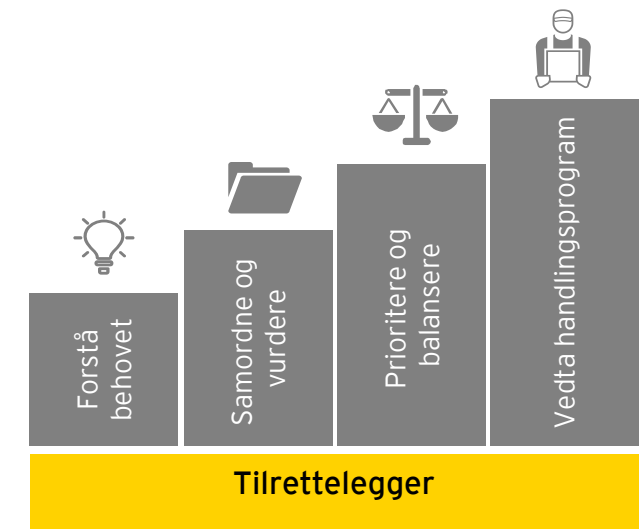 Forstå
behovet
Samordne og
vurdere
Prioritere og
balansere
Vedta handlingsprogram
Tilrettelegger